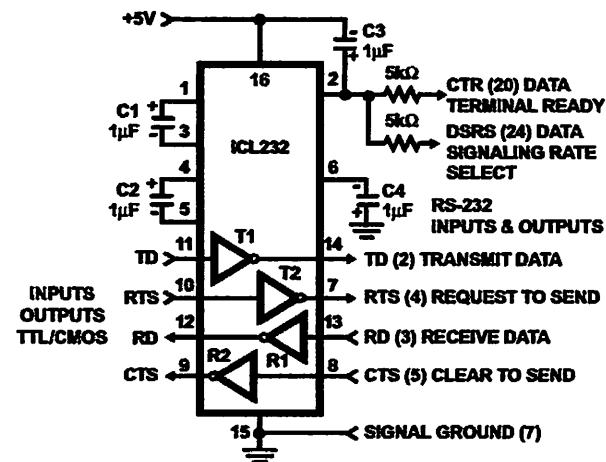 +5V
C3
1µF
-
+
16
2
5kΩ
CTR (20) DATA
TERMINAL READY
5kΩ
DSRS (24) DATA
SIGNALING RATE
SELECT
1
C1
1µF
+
-
3
ICL232
4
C2
1µF
+
-
5
6
-
+
C4
1µF
RS-232
INPUTS & OUTPUTS
TD
11
T1
14
TD (2) TRANSMIT DATA
RTS
10
T2
7
RTS (4) REQUEST TO SEND
INPUTS
OUTPUTS
TTL/CMOS
RD
12
R1
13
RD (3) RECEIVE DATA
CTS
9
R2
8
CTS (5) CLEAR TO SEND
15
SIGNAL GROUND (7)